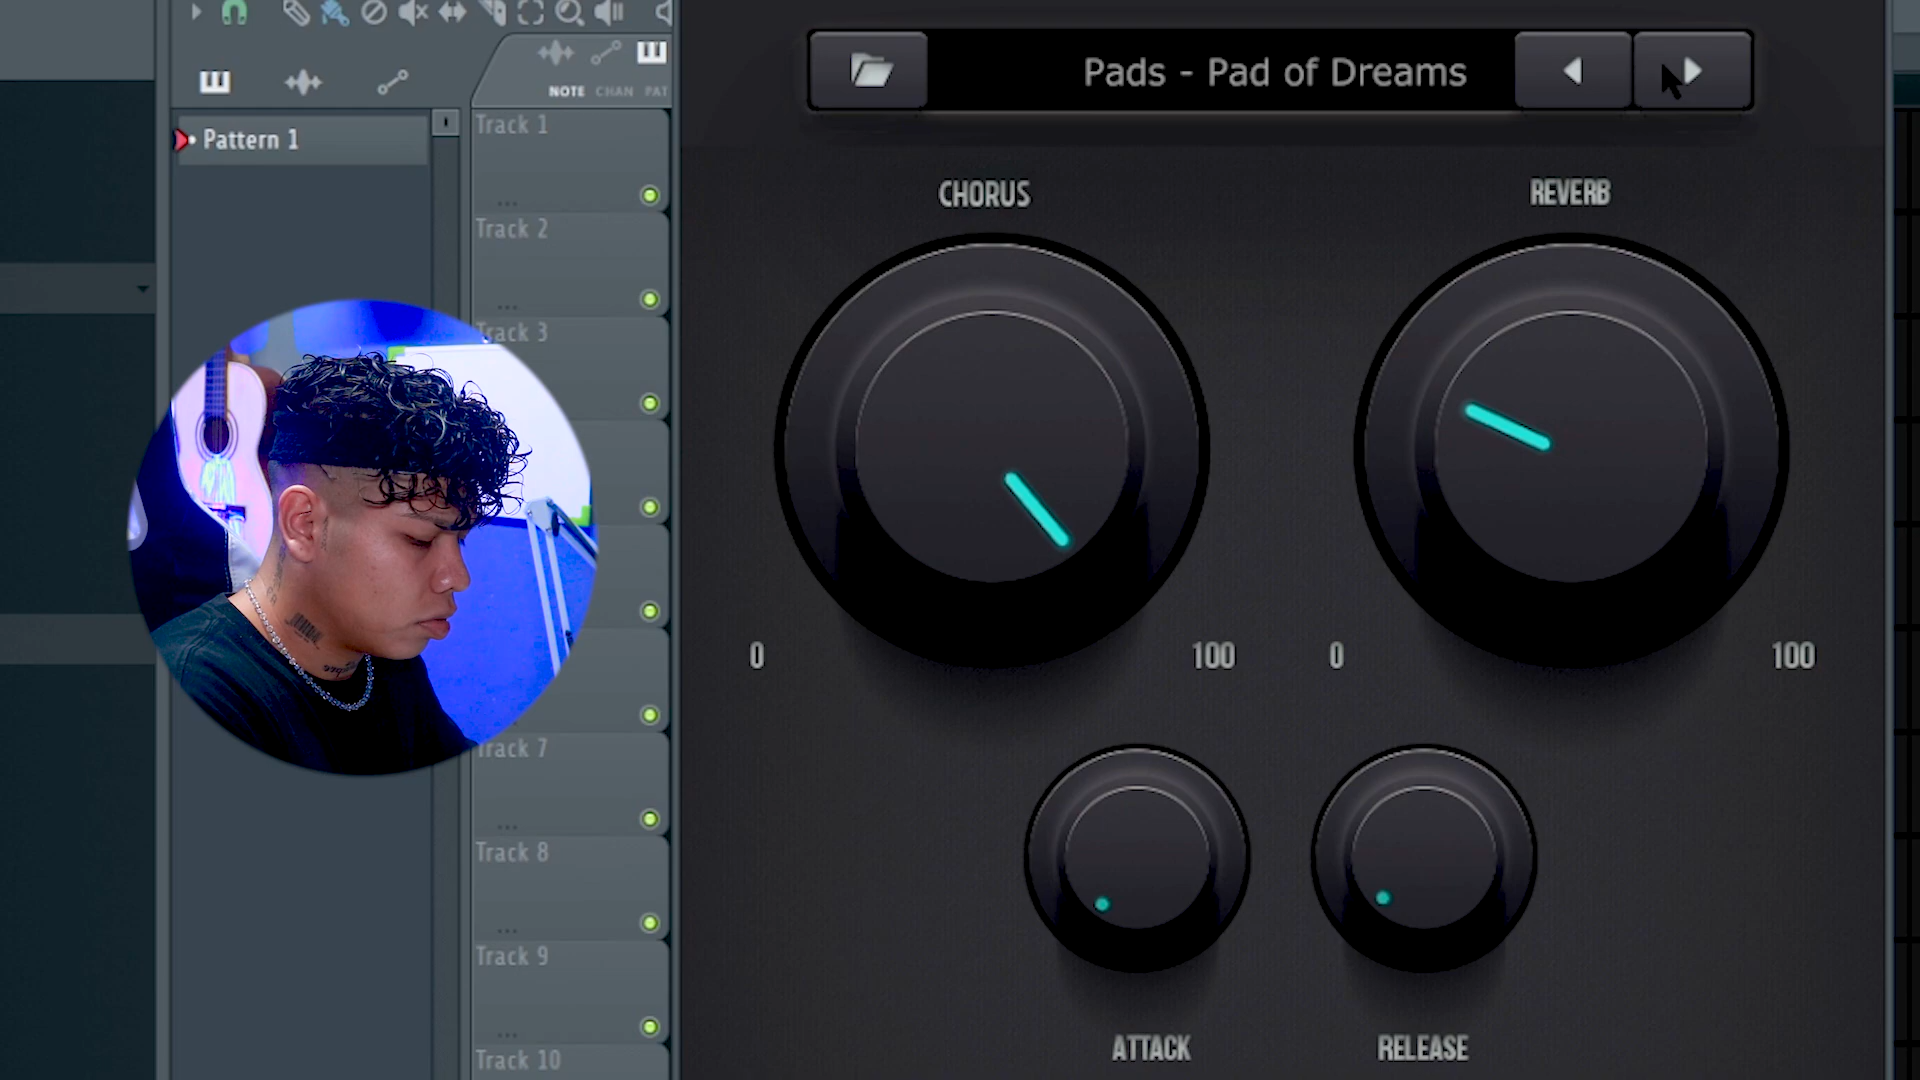 Pads - Pad of Dreams
NOTE CHAN PAT
Pattern 1
Track 1
Track 2
Track 3
Track 7
Track 8
Track 9
Track 10
CHORUS
REVERB
0
100
0
100
ATTACK
RELEASE